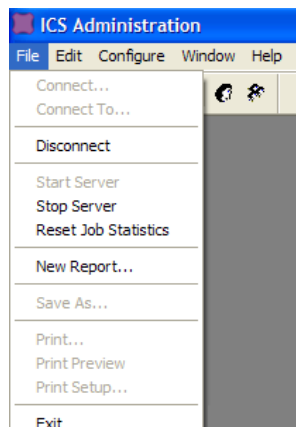 ICS Administration
File Edit Configure Window Help
Connect...
Connect To...
Disconnect
Start Server
Stop Server
Reset Job Statistics
New Report...
Save As...
Print...
Print Preview
Print Setup...
Exit